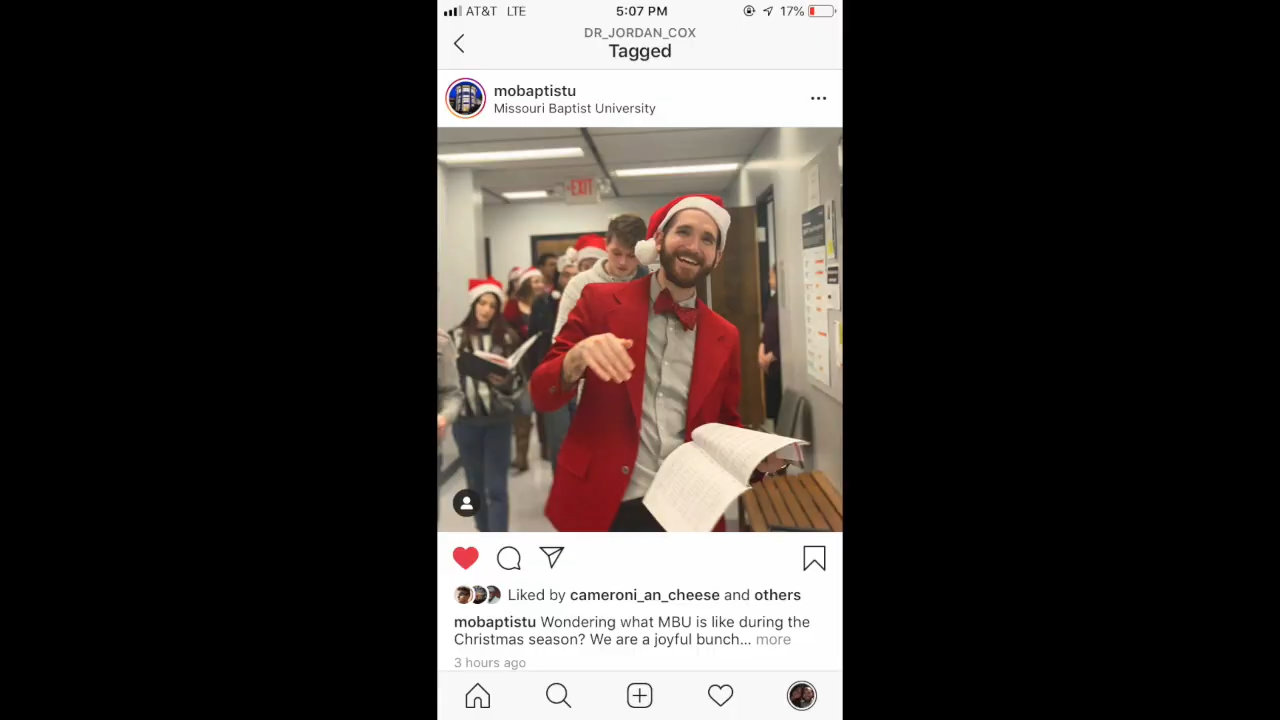 AT&T LTE 5:07 PM 17%
DR_JORDAN_COX
Tagged
mobaptistu
Missouri Baptist University
EXIT
Liked by cameroni_an_cheese and others
mobaptistu Wondering what MBU is like during the
Christmas season? We are a joyful bunch... more
3 hours ago